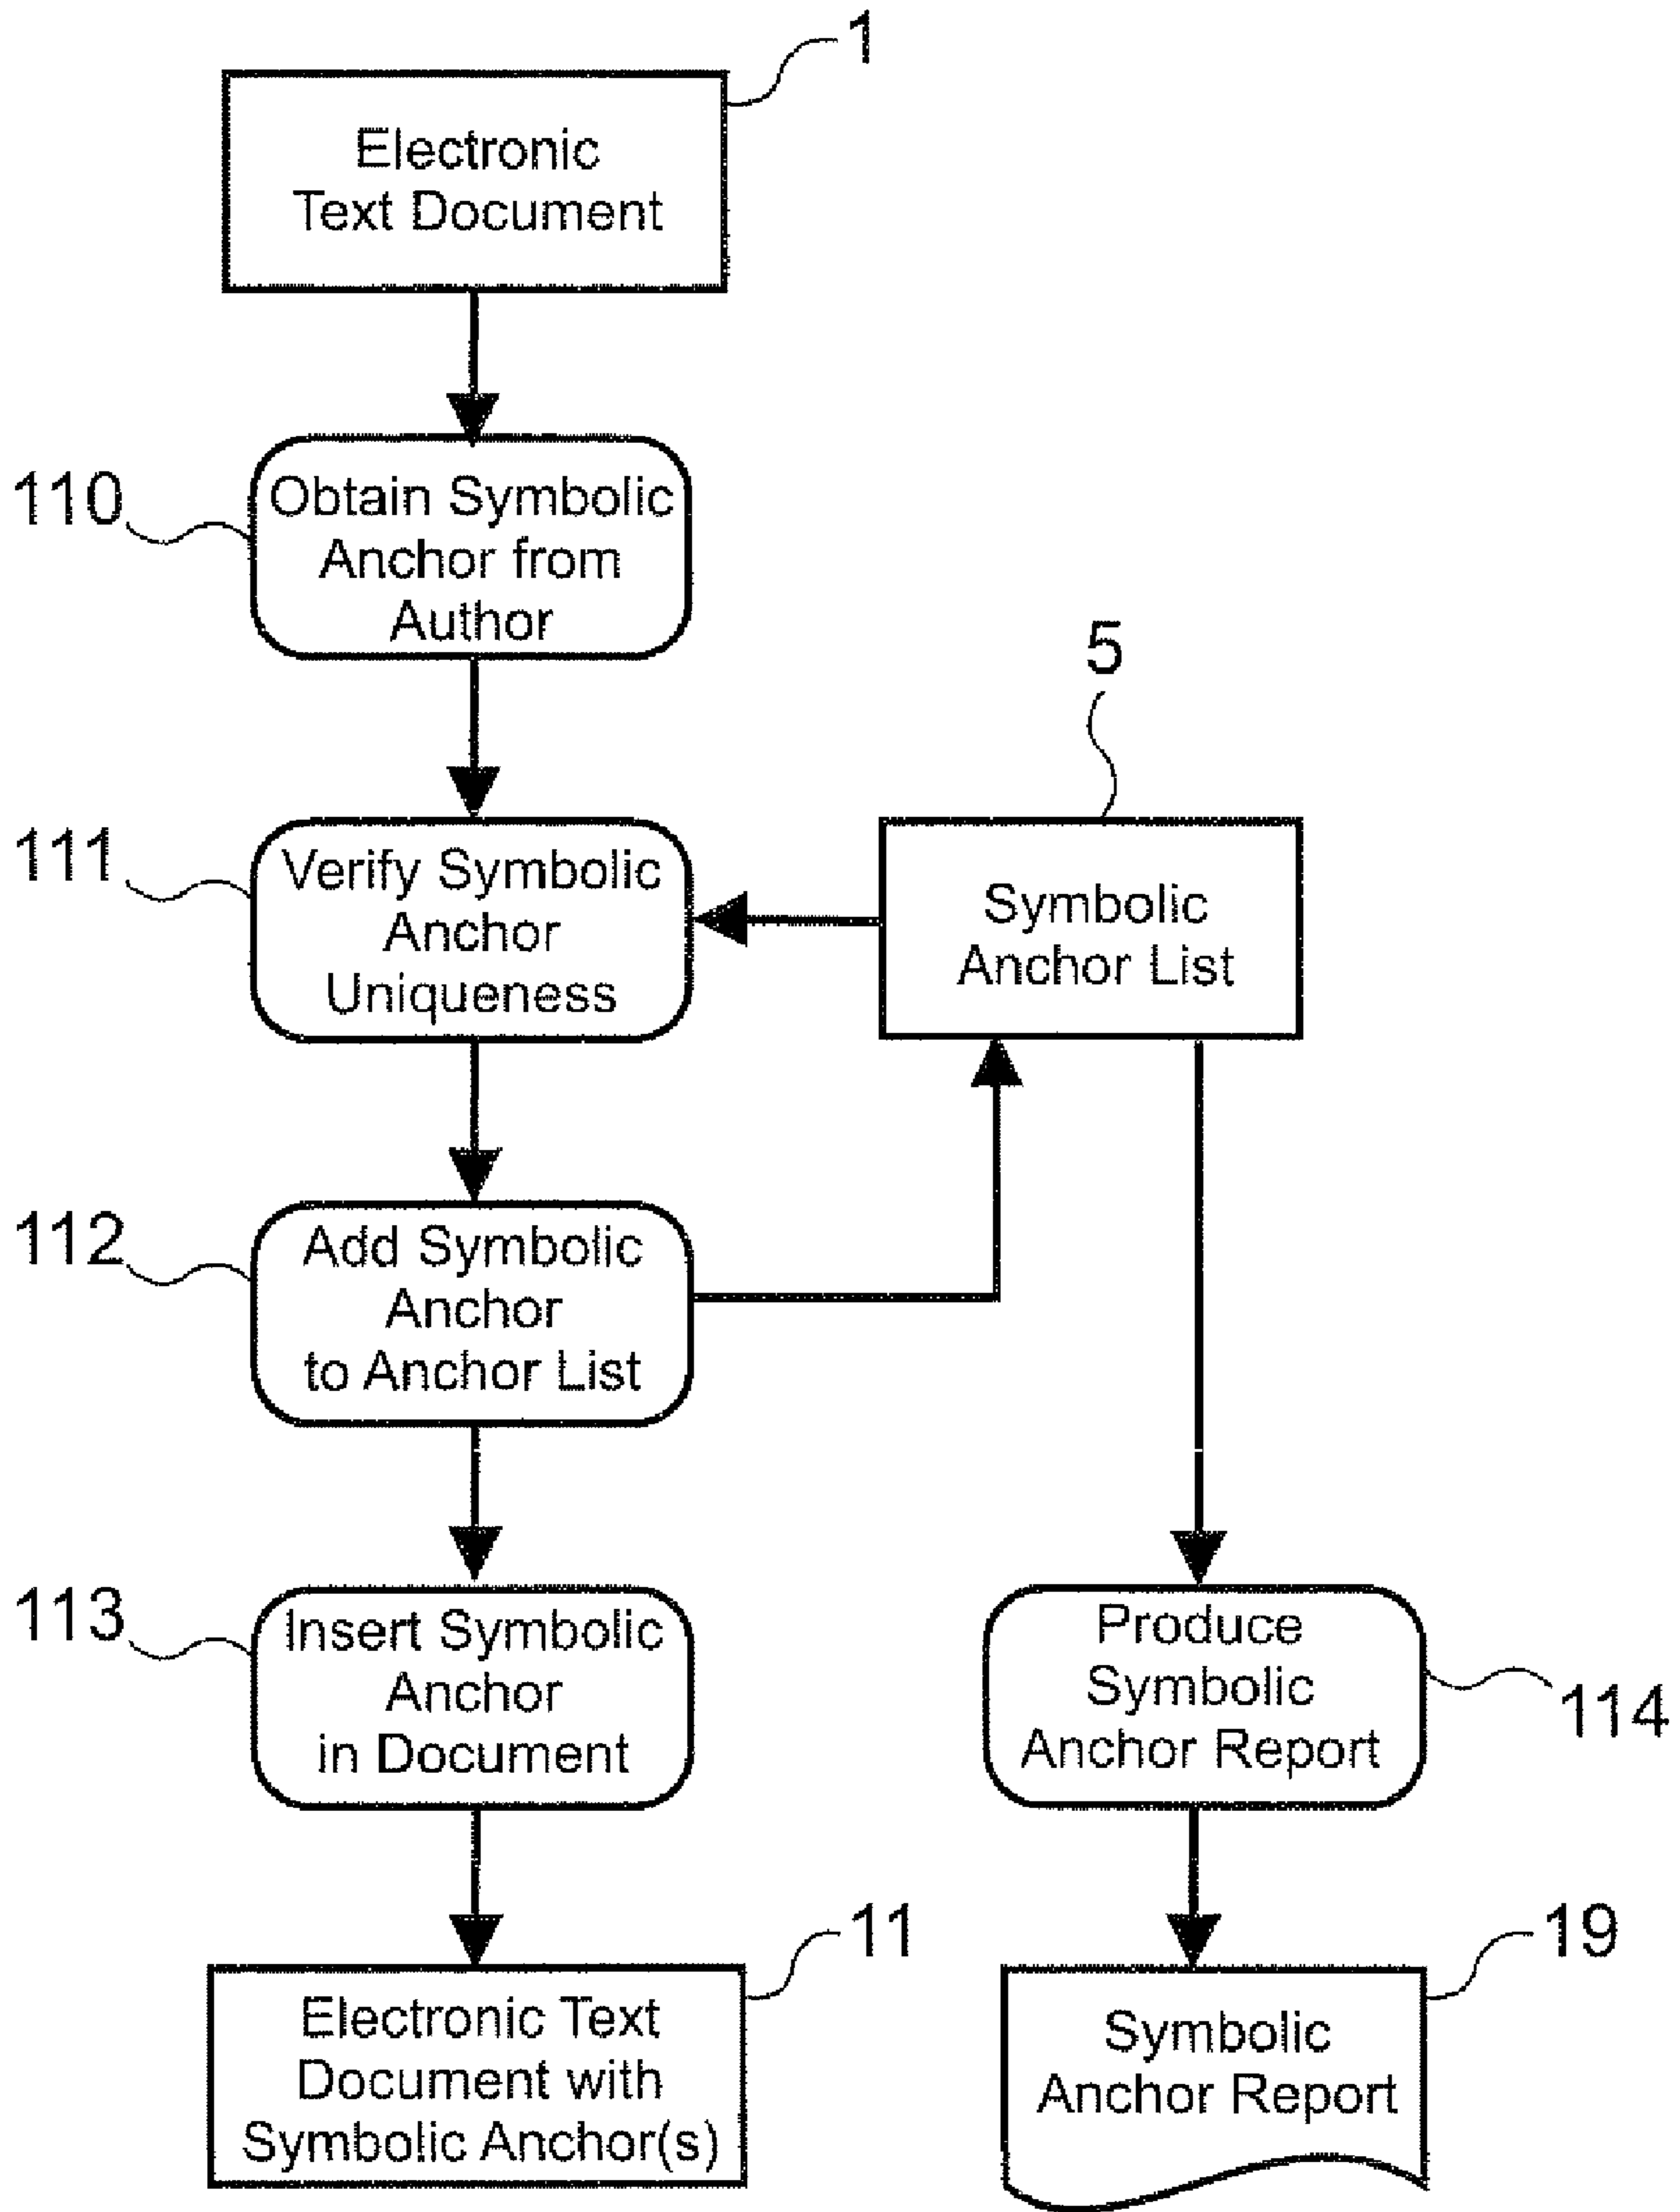 1
Electronic
Text Document
110
Obtain Symbolic
Anchor from
Author
5
111
Verify Symbolic
Anchor
Uniqueness
Symbolic
Anchor List
112
Add Symbolic
Anchor
to Anchor List
113
Insert Symbolic
Anchor
in Document
Produce
Symbolic
Anchor Report
114
11
Electronic Text
Document with
Symbolic Anchor(s)
19
Symbolic
Anchor Report